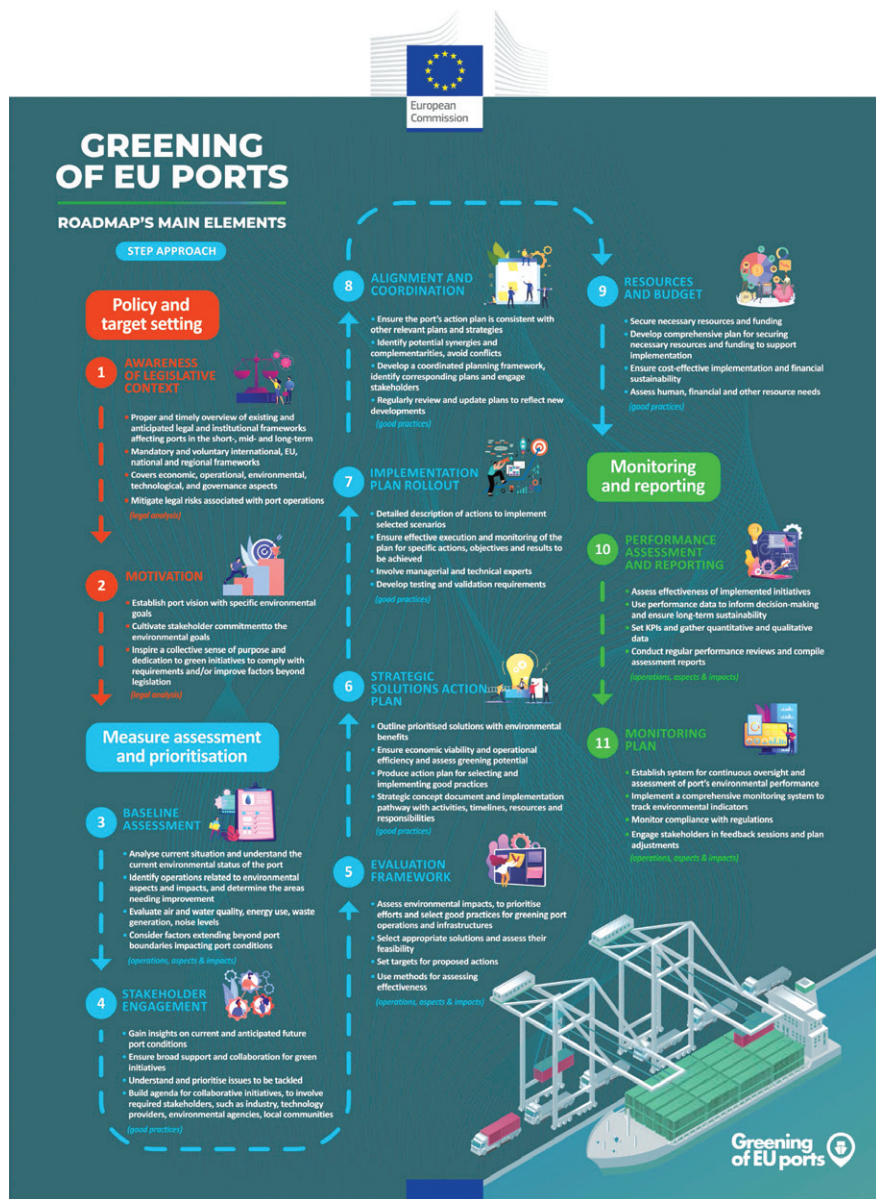 European
Commission
GREENING
OF EU PORTS
ROADMAP'S MAIN ELEMENTS
STEP APPROACH
Policy and
target setting
1
AWARENESS
OF LEGISLATIVE
CONTEXT
• Proper and timely overview of existing and
anticipated legal and institutional frameworks
affecting ports in the short-, mid- and long-term
• Mandatory and voluntary international, EU,
national and regional frameworks
• Covers economic, operational, environmental,
technological, and governance aspects
• Mitigate legal risks associated with port operations
(legal analysis)
2
MOTIVATION
• Establish port vision with specific environmental
goals
• Cultivate stakeholder commitmentto the
environmental goals
• Inspire a collective sense of purpose and
dedication to green initiatives to comply with
requirements and/or improve factors beyond
legislation
(legal analysis)
Measure assessment
and prioritisation
3
BASELINE
ASSESSMENT
• Analyse current situation and understand the
current environmental status of the port
• Identify operations related to environmental
aspects and impacts, and determine the areas
needing improvement
• Evaluate air and water quality, energy use, waste
generation, noise levels
• Consider factors extending beyond port
boundaries impacting port conditions
(operations, aspects & impacts)
4
STAKEHOLDER
ENGAGEMENT
• Gain insights on current and anticipated future
port conditions
• Ensure broad support and collaboration for green
initiatives
• Understand and prioritise issues to be tackled
• Build agenda for collaborative initiatives, to involve
required stakeholders, such as industry, technology
providers, environmental agencies, local communities
(good practices)
5
EVALUATION
FRAMEWORK
• Assess environmental impacts, to prioritise
efforts and select good practices for greening port
operations and infrastructures
• Select appropriate solutions and assess their
feasibility
• Set targets for proposed actions
• Use methods for assessing
effectiveness
(operations, aspects & impacts)
6
STRATEGIC
SOLUTIONS ACTION
PLAN
• Outline prioritised solutions with environmental
benefits
• Ensure economic viability and operational
efficiency and assess greening potential
• Produce action plan for selecting and
implementing good practices
• Strategic concept document and implementation
pathway with activities, timelines, resources and
responsibilities
(good practices)
7
IMPLEMENTATION
PLAN ROLLOUT
• Detailed description of actions to implement
selected scenarios
• Ensure effective execution and monitoring of the
plan for specific actions, objectives and results to
be achieved
• Involve managerial and technical experts
• Develop testing and validation requirements
(good practices)
8
ALIGNMENT AND
COORDINATION
• Ensure the port's action plan is consistent with
other relevant plans and strategies
• Identify potential synergies and
complementarities, avoid conflicts
• Develop a coordinated planning framework,
identify corresponding plans and engage
stakeholders
• Regularly review and update plans to reflect new
developments
(good practices)
9
RESOURCES
AND BUDGET
• Secure necessary resources and funding
• Develop comprehensive plan for securing
necessary resources and funding to support
implementation
• Ensure cost-effective implementation and financial
sustainability
• Assess human, financial and other resource needs
(good practices)
Monitoring
and reporting
10
PERFORMANCE
ASSESSMENT
AND REPORTING
• Assess effectiveness of implemented initiatives
• Use performance data to inform decision-making
and ensure long-term sustainability
• Set KPIs and gather quantitative and qualitative
data
• Conduct regular performance reviews and compile
assessment reports
(operations, aspects & impacts)
11
MONITORING
PLAN
• Establish system for continuous oversight and
assessment of port's environmental performance
• Implement a comprehensive monitoring system to
track environmental indicators
• Monitor compliance with regulations
• Engage stakeholders in feedback sessions and plan
adjustments
(operations, aspects & impacts)
Greening
of EU ports